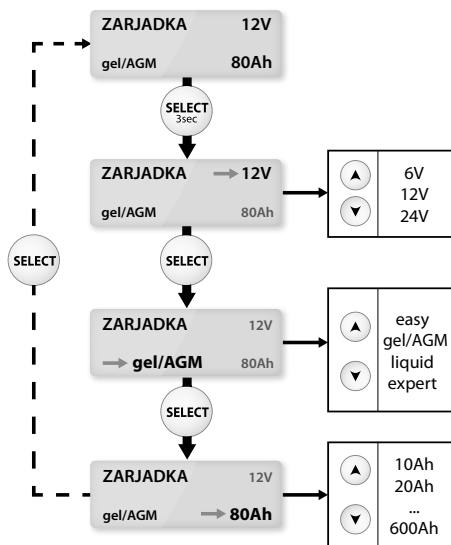 ZARJADKA 12V
gel/AGM 80Ah
SELECT
3sec
ZARJADKA 12V
gel/AGM 80Ah
6V
12V
24V
SELECT
SELECT
ZARJADKA 12V
gel/AGM 80Ah
easy
gel/AGM
liquid
expert
SELECT
ZARJADKA 12V
gel/AGM 80Ah
10Ah
20Ah
...
600Ah